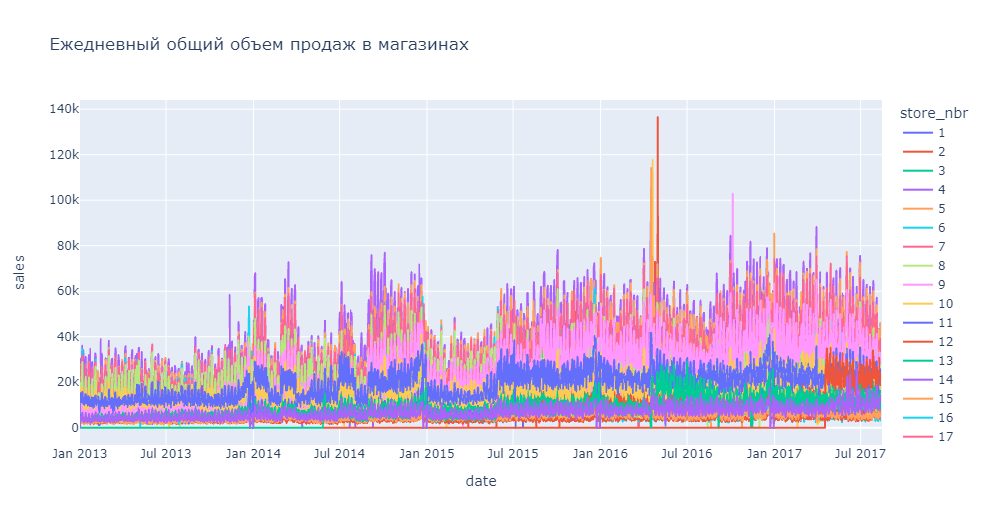 Ежедневный общий объем продаж в магазинах
140k
120k
100k
80k
60k
40k
20k
0
sales
Jan 2013
Jul 2013
Jan 2014
Jul 2014
Jan 2015
Jul 2015
Jan 2016
Jul 2016
Jan 2017
Jul 2017
date
store_nbr
1
2
3
4
5
6
7
8
9
10
11
12
13
14
15
16
17